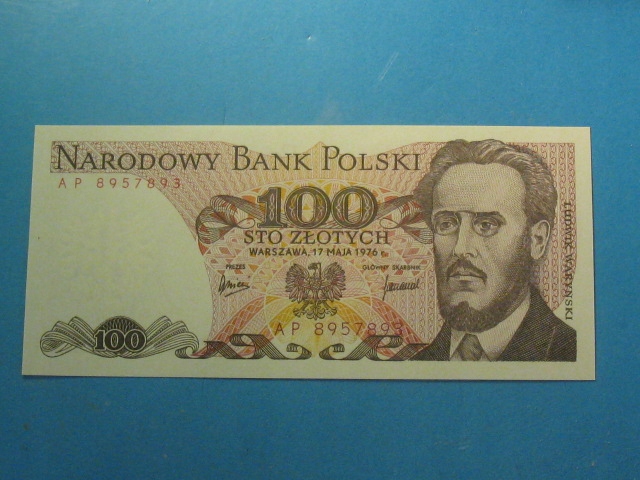 NARODOWY BANK POLSKI
AP 8957893
100
STO ZŁOTYCH
WARSZAWA, 17 MAJA 1976 r.
PREZES
GŁÓWNY SKARBNIK
AP 8957893
100
LUDWIK WARYŃSKI